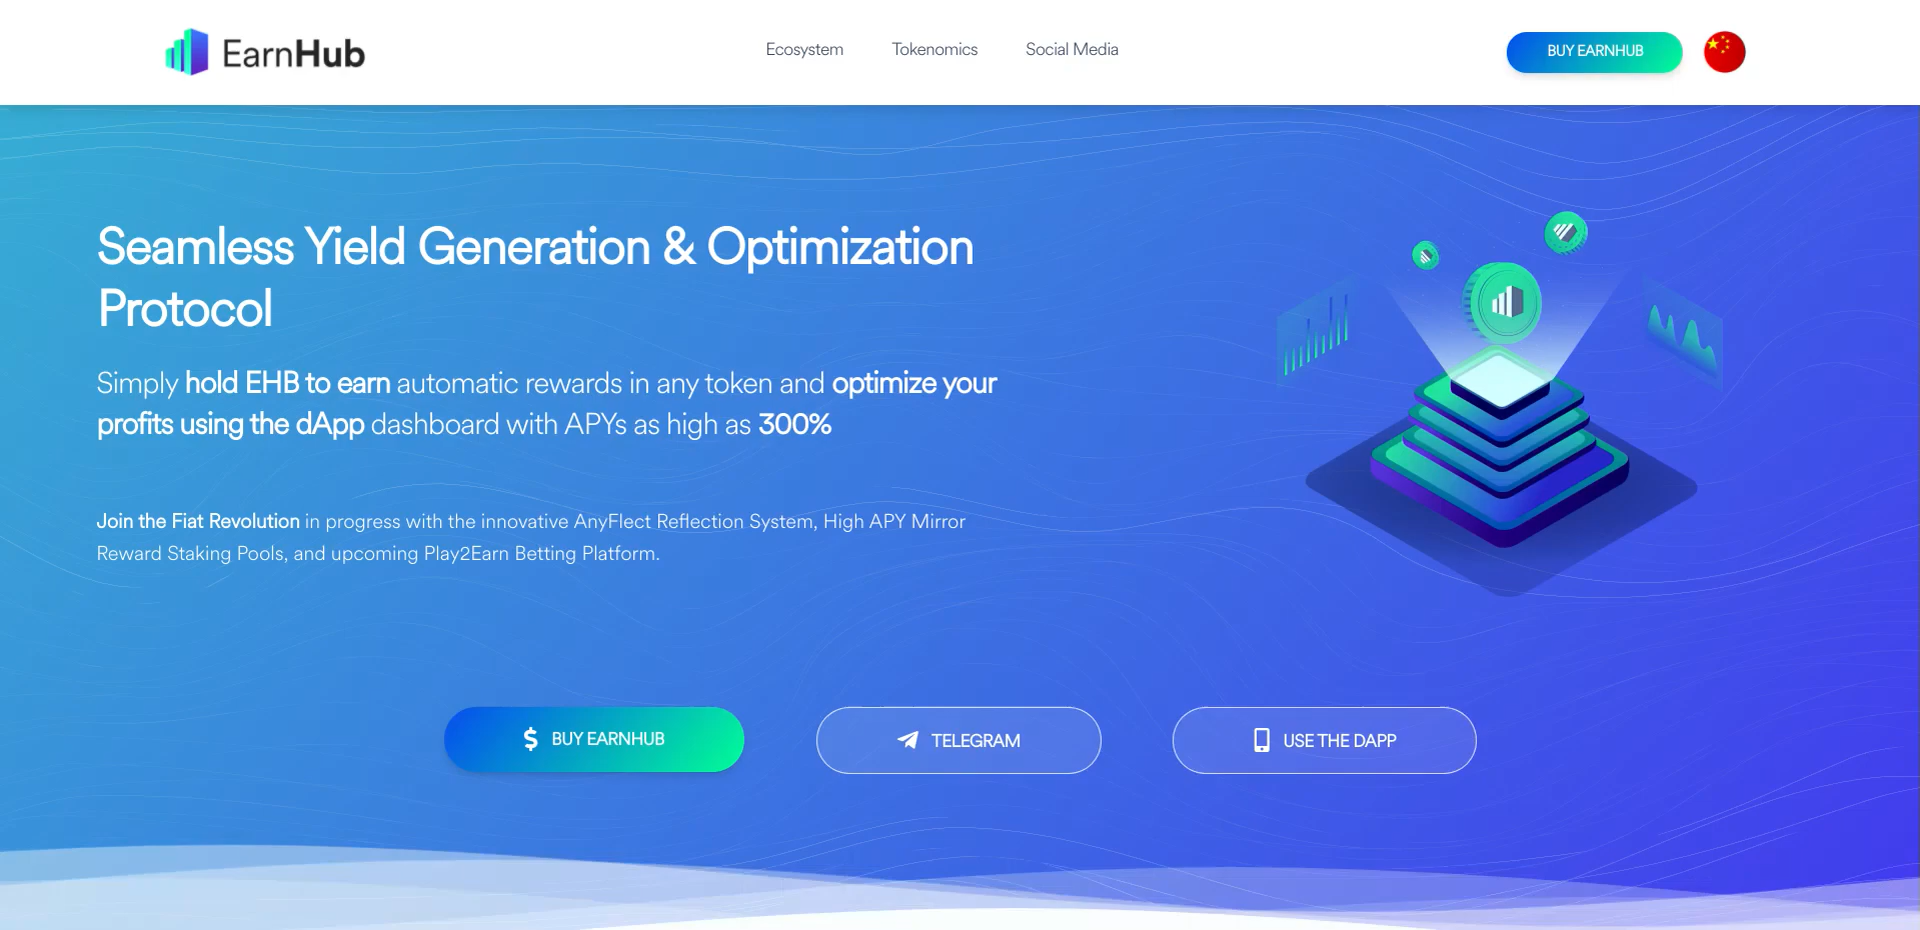 EarnHub
Ecosystem
Tokenomics
Social Media
BUY EARNHUB
Seamless Yield Generation & Optimization
Protocol
Simply hold EHB to earn automatic rewards in any token and optimize your
profits using the dApp dashboard with APYs as high as 300%
Join the Fiat Revolution in progress with the innovative AnyFlect Reflection System, High APY Mirror
Reward Staking Pools, and upcoming Play2Earn Betting Platform.
BUY EARNHUB
TELEGRAM
USE THE DAPP